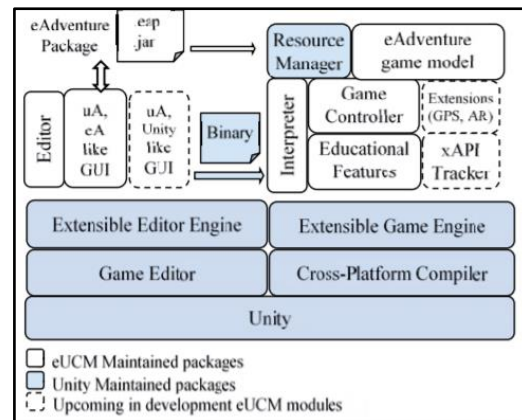 eAdventure
Package
.eap
.jar
Resource
Manager
eAdventure
game model
Editor
uA,
eA
like
GUI
uA,
Unity
like
GUI
Binary
Interpreter
Game
Controller
Extensions
(GPS, AR)
Educational
Features
xAPI
Tracker
Extensible Editor Engine
Extensible Game Engine
Game Editor
Cross-Platform Compiler
Unity
eUCM Maintained packages
Unity Maintained packages
Upcoming in development eUCM modules